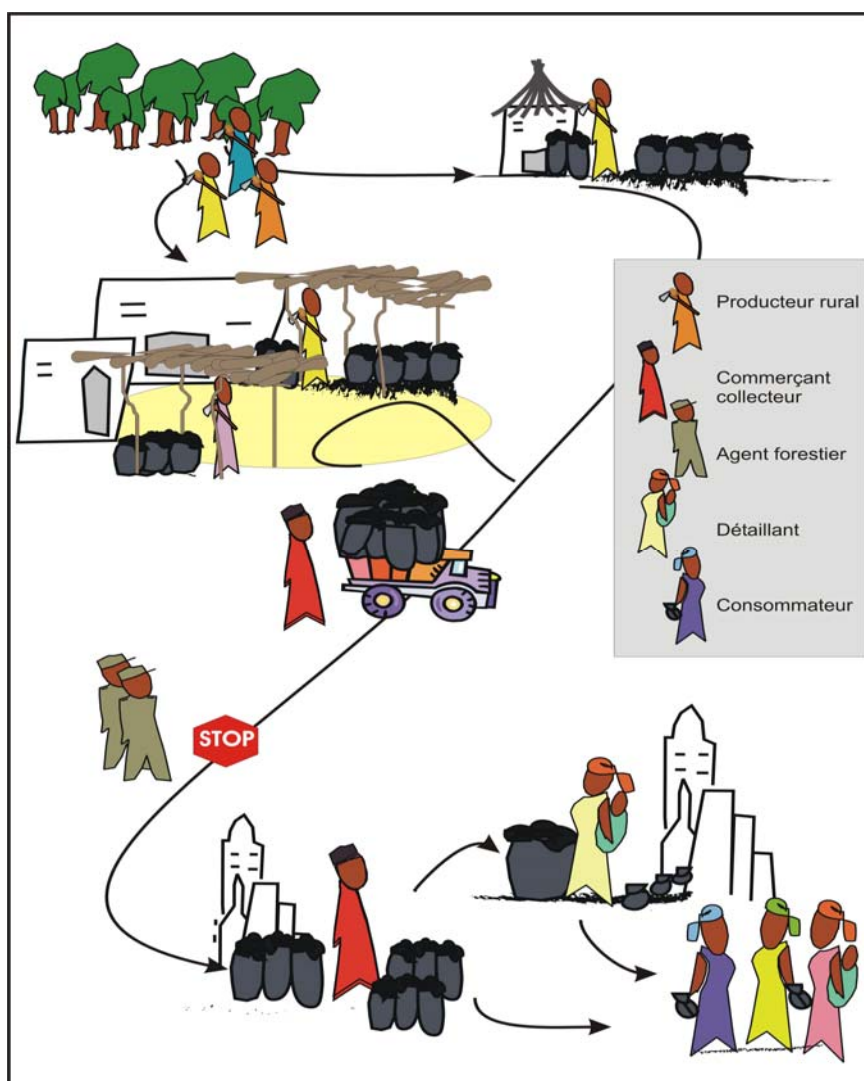 Producteur rural
Commerçant
collecteur
Agent forestier
Détaillant
Consommateur
STOP